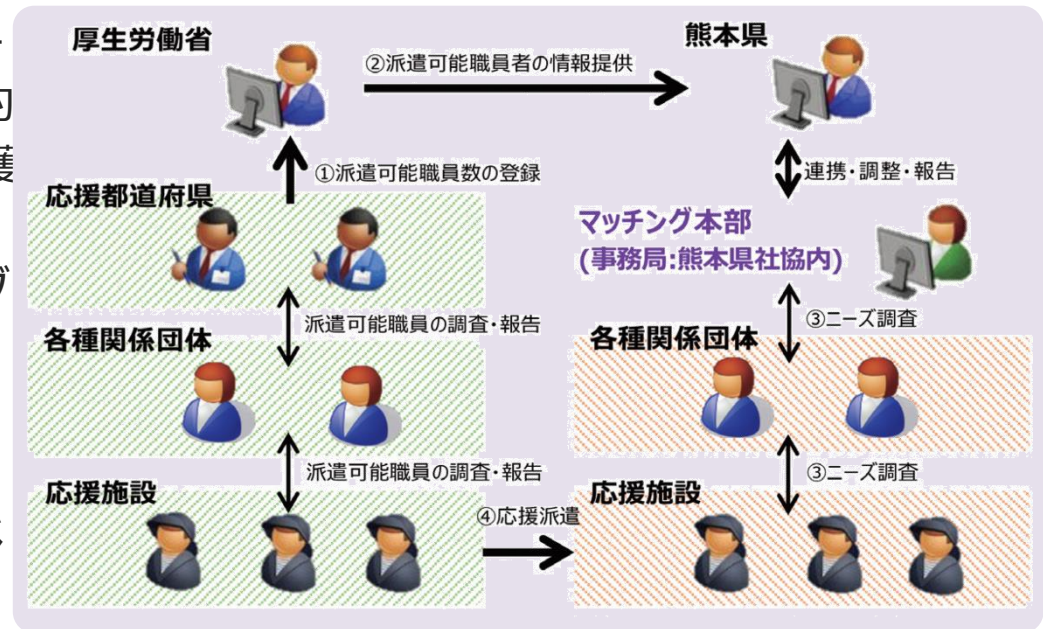 厚生労働省
熊本県
②派遣可能職員者の情報提供
①派遣可能職員数の登録
連携・調整・報告
応援都道府県
マッチング本部
(事務局:熊本県社協内)
派遣可能職員の調査・報告
③ニーズ調査
各種関係団体
各種関係団体
派遣可能職員の調査・報告
③ニーズ調査
応援施設
④応援派遣
応援施設